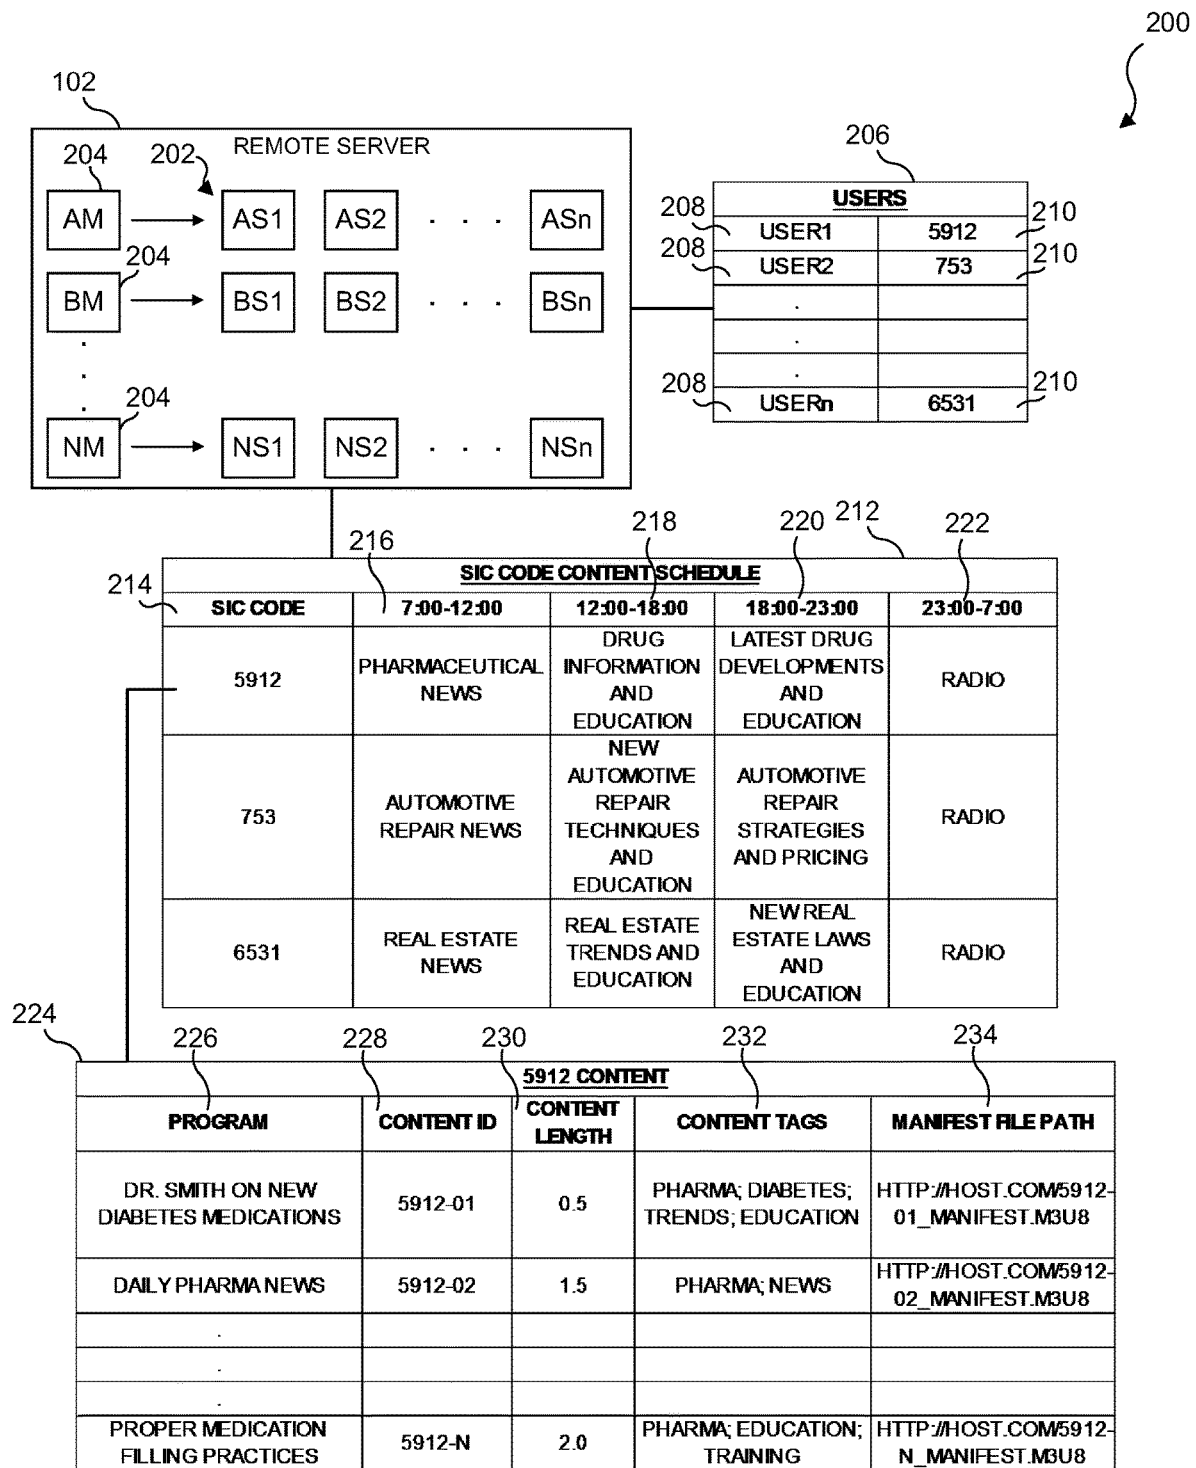 200
102
REMOTE SERVER
204
202
AM
AS1
AS2
. . .
ASn
204
BM
BS1
BS2
. . .
BSn
.
.
.
204
NM
NS1
NS2
. . .
NSn
206
USERS
208
USER1
5912
210
208
USER2
753
210
.
.
.
208
USERn
6531
210
212
214
216
218
220
222
SIC CODE CONTENT SCHEDULE
SIC CODE
7:00-12:00
12:00-18:00
18:00-23:00
23:00-7:00
5912
PHARMACEUTICAL
NEWS
DRUG
INFORMATION
AND
EDUCATION
LATEST DRUG
DEVELOPMENTS
AND
EDUCATION
RADIO
753
AUTOMOTIVE
REPAIR NEWS
NEW
AUTOMOTIVE
REPAIR
TECHNIQUES
AND
EDUCATION
AUTOMOTIVE
REPAIR
STRATEGIES
AND PRICING
RADIO
6531
REAL ESTATE
NEWS
REAL ESTATE
TRENDS AND
EDUCATION
NEW REAL
ESTATE LAWS
AND
EDUCATION
RADIO
224
226
228
230
232
234
5912 CONTENT
PROGRAM
CONTENT ID
CONTENT
LENGTH
CONTENT TAGS
MANIFEST FILE PATH
DR. SMITH ON NEW
DIABETES MEDICATIONS
5912-01
0.5
PHARMA; DIABETES;
TRENDS; EDUCATION
HTTP://HOST.COM/5912-
01_MANIFEST.M3U8
DAILY PHARMA NEWS
5912-02
1.5
PHARMA; NEWS
HTTP://HOST.COM/5912-
02_MANIFEST.M3U8
.
.
.
PROPER MEDICATION
FILLING PRACTICES
5912-N
2.0
PHARMA; EDUCATION;
TRAINING
HTTP://HOST.COM/5912-
N_MANIFEST.M3U8